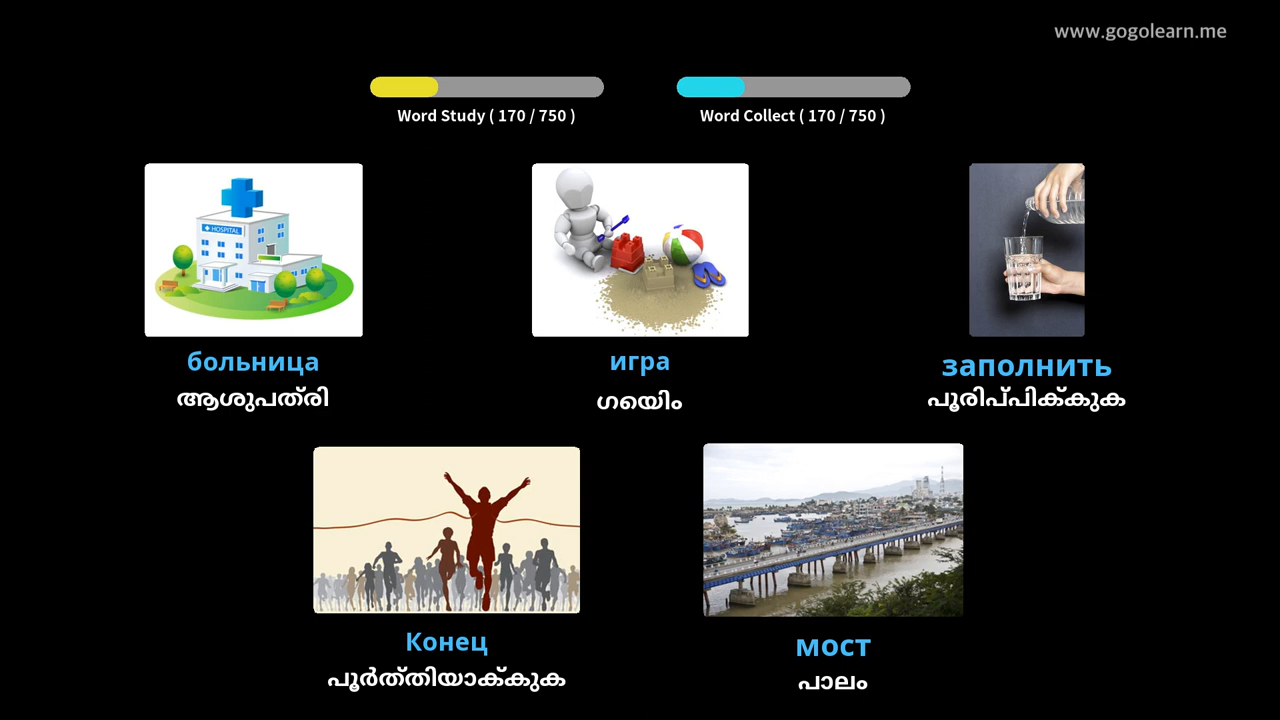 www.gogolearn.me
Word Study ( 170 / 750 )
Word Collect ( 170 / 750 )
HOSPITAL
больница
ആശുപത്രി
игра
ഗയെിം
заполнить
പൂരിപ്പിക്കുക
Конец
പൂർത്തിയാക്കുക
мост
പാലം